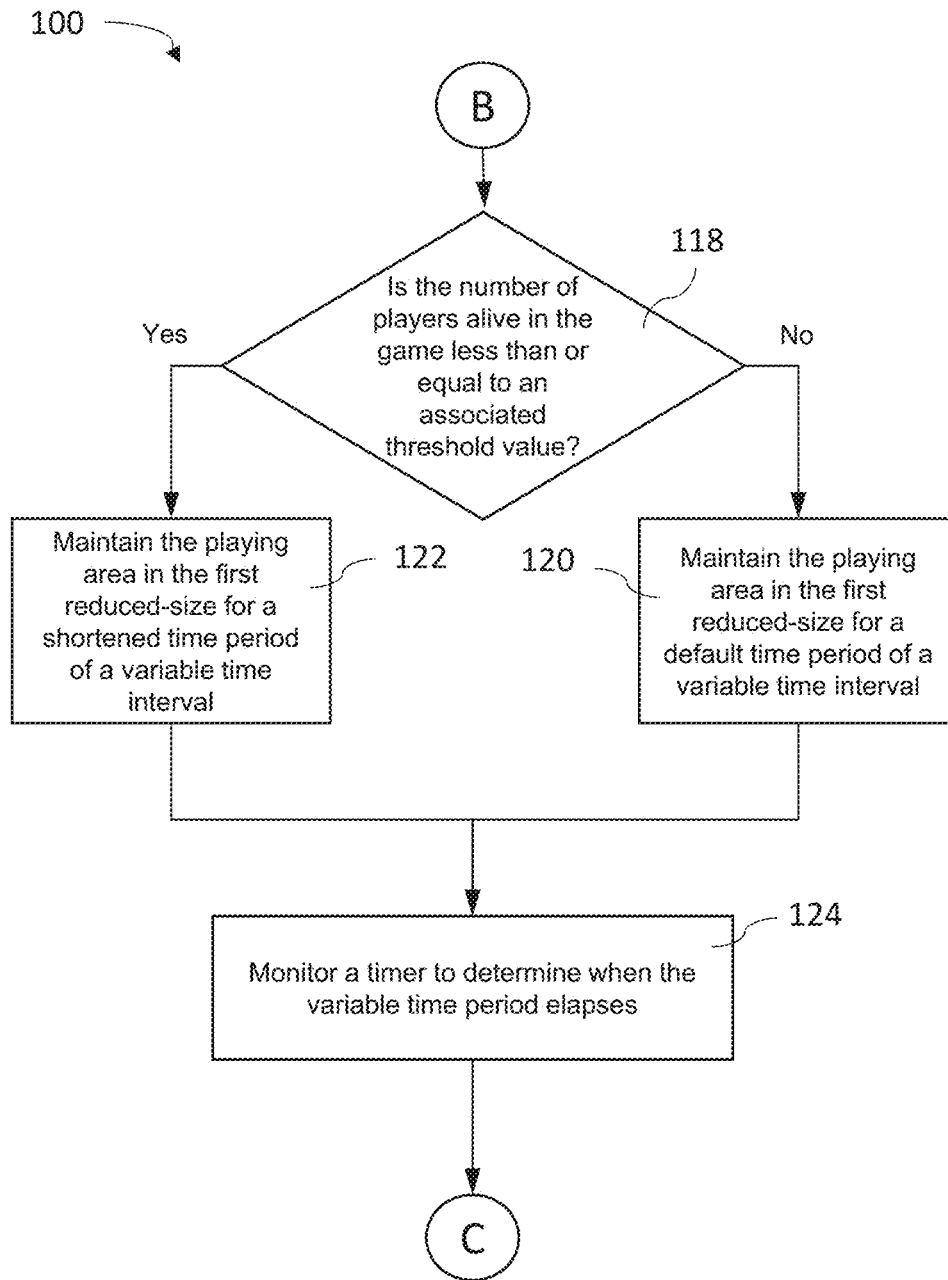 100
B
118
Is the number of
players alive in the
game less than or
equal to an
associated
threshold value?
Yes
No
Maintain the playing
area in the first
reduced-size for a
shortened time period
of a variable time
interval
122
120
Maintain the playing
area in the first
reduced-size for a
default time period of a
variable time interval
124
Monitor a timer to determine when the
variable time period elapses
C